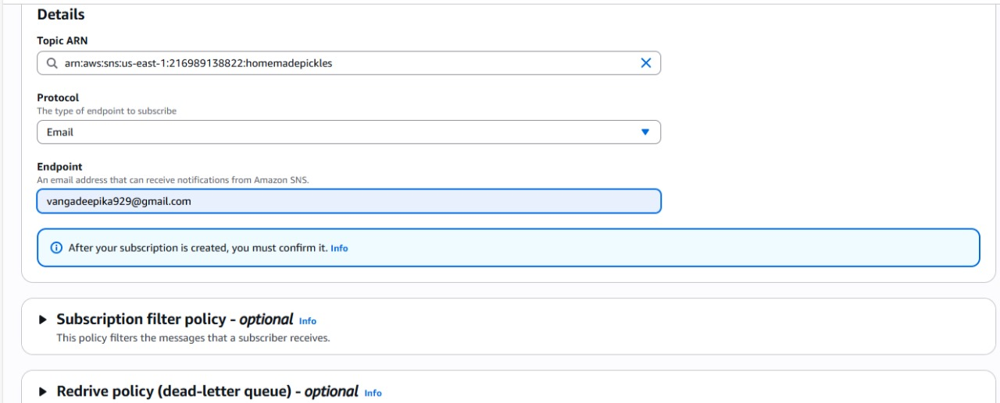 Details
Topic ARN
arn:aws:sns:us-east-1:216989138822:homemadepickles
Protocol
The type of endpoint to subscribe
Email
Endpoint
An email address that can receive notifications from Amazon SNS.
vangadeepika929@gmail.com
After your subscription is created, you must confirm it. Info
Subscription filter policy - optional Info
This policy filters the messages that a subscriber receives.
Redrive policy (dead-letter queue) - optional Info